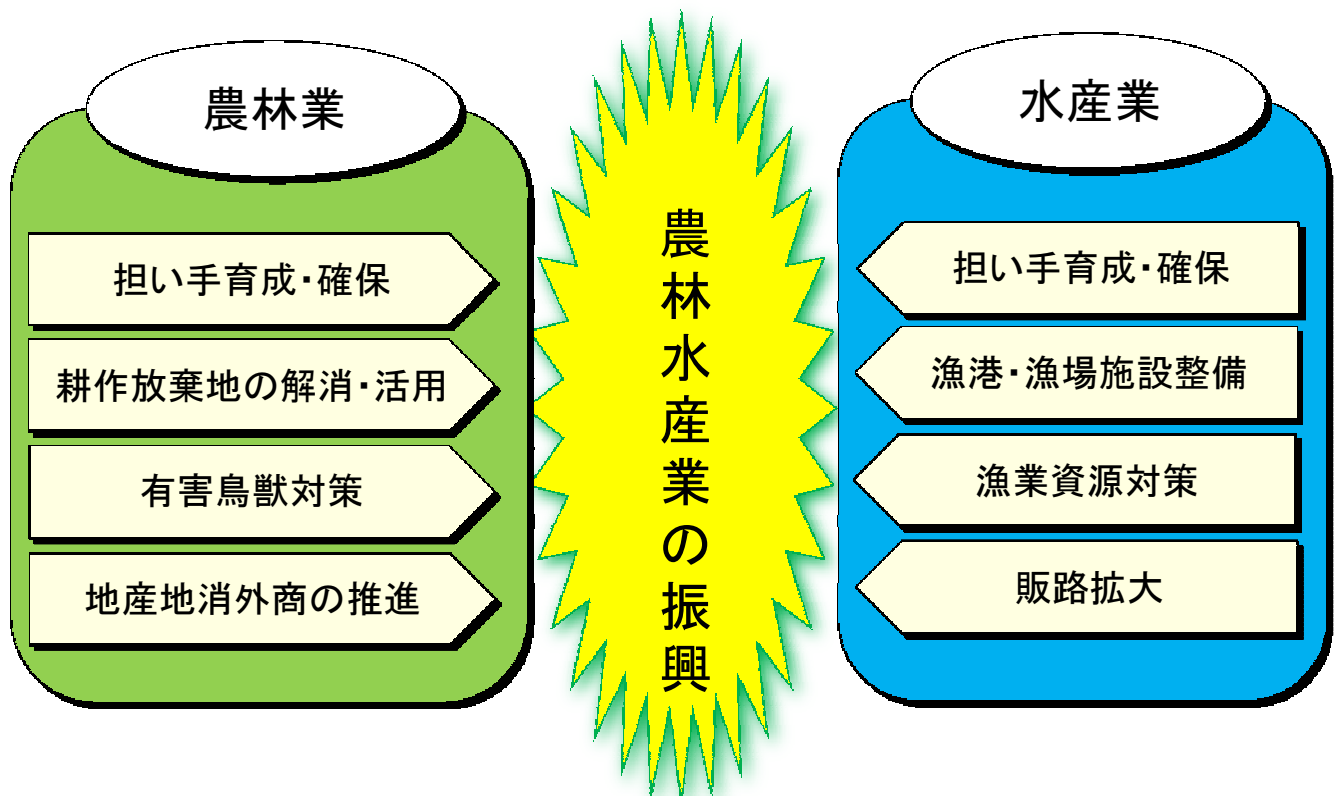 農林業
担い手育成・確保
耕作放棄地の解消・活用
有害鳥獣対策
地産地消外商の推進
農林水産業の振興
水産業
担い手育成・確保
漁港・漁場施設整備
漁業資源対策
販路拡大